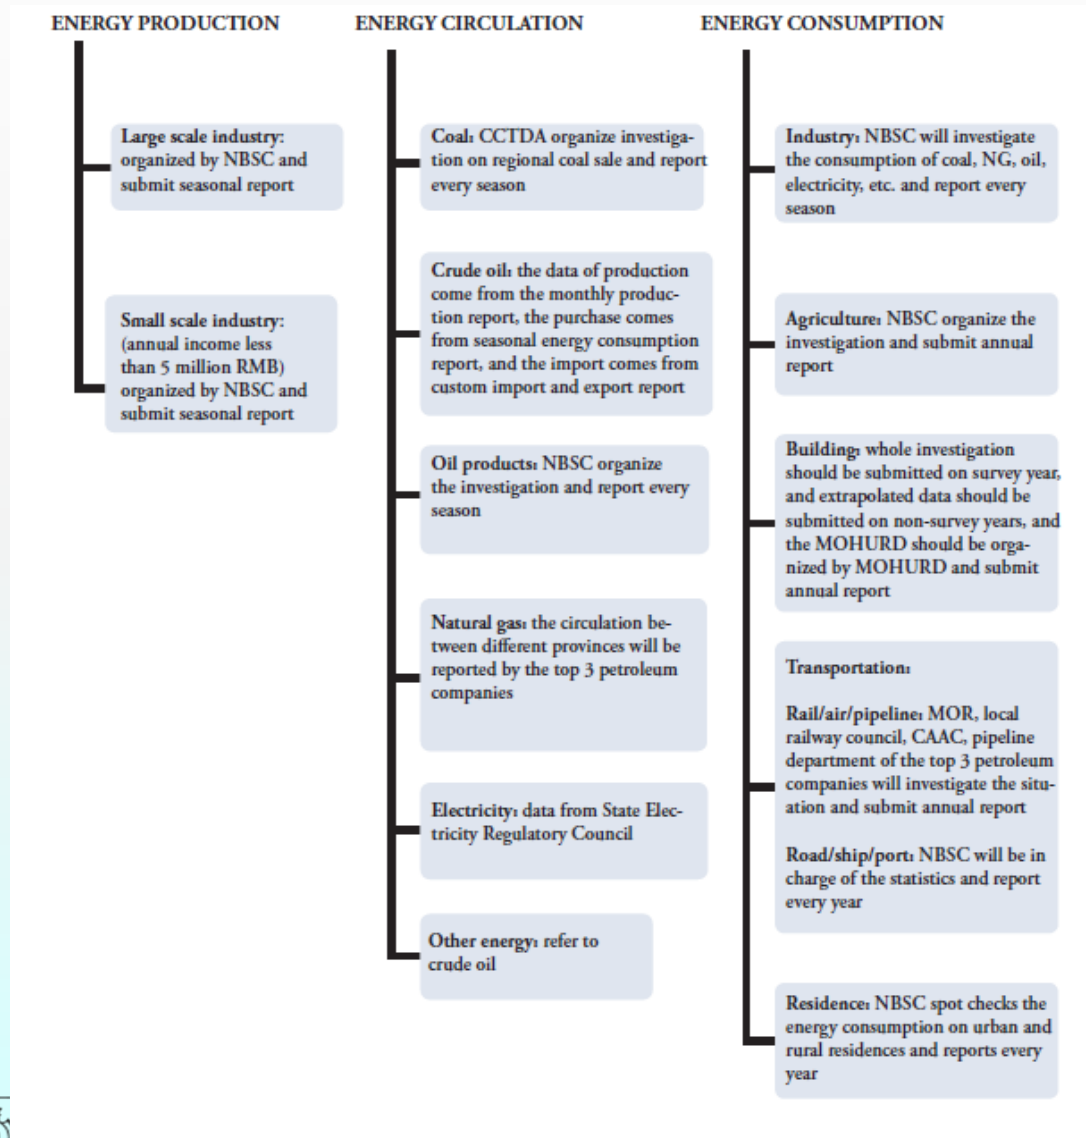 ENERGY PRODUCTION
Large scale industry:
organized by NBSC and
submit seasonal report
Small scale industry:
(annual income less
than 5 million RMB)
organized by NBSC and
submit seasonal report
ENERGY CIRCULATION
Coal: CCTDA organize investiga-
tion on regional coal sale and report
every season
Crude oil: the data of production
come from the monthly produc-
tion report, the purchase comes
from seasonal energy consumption
report, and the import comes from
custom import and export report
Oil products: NBSC organize
the investigation and report every
season
Natural gas: the circulation be-
tween different provinces will be
reported by the top 3 petroleum
companies
Electricity: data from State Elec-
tricity Regulatory Council
Other energy: refer to
crude oil
ENERGY CONSUMPTION
Industry: NBSC will investigate
the consumption of coal, NG, oil,
electricity, etc. and report every
season
Agriculture: NBSC organize the
investigation and submit annual
report
Building: whole investigation
should be submitted on survey year,
and extrapolated data should be
submitted on non-survey years, and
the MOHURD should be orga-
nized by MOHURD and submit
annual report
Transportation:
Rail/air/pipeline: MOR, local
railway council, CAAC, pipeline
department of the top 3 petroleum
companies will investigate the situ-
ation and submit annual report
Road/ship/port: NBSC will be in
charge of the statistics and report
every year
Residence: NBSC spot checks the
energy consumption on urban and
rural residences and reports every
year